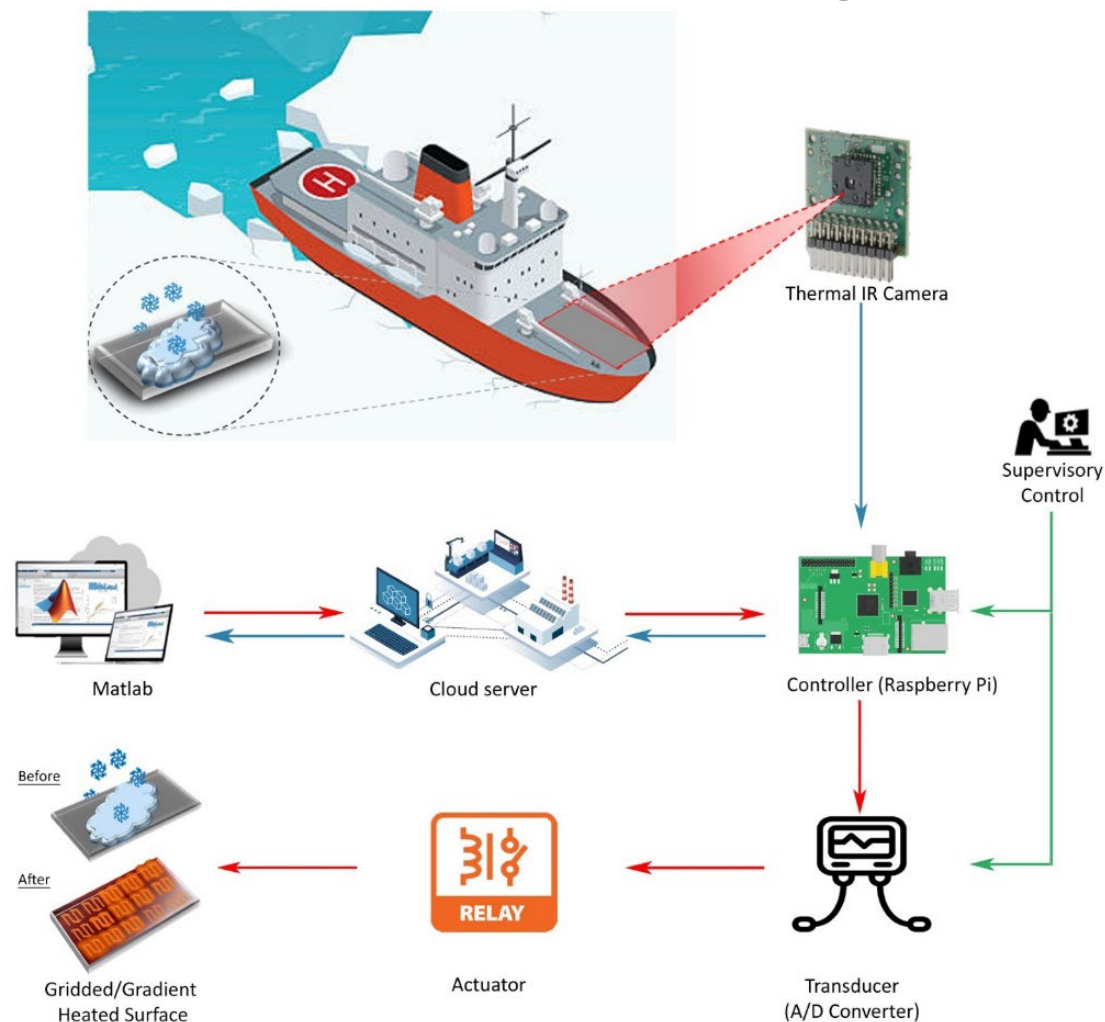 H
Thermal IR Camera
Supervisory
Control
Matlab
Cloud server
Controller (Raspberry Pi)
Before
After
RELAY
Gridded/Gradient
Heated Surface
Actuator
Transducer
(A/D Converter)